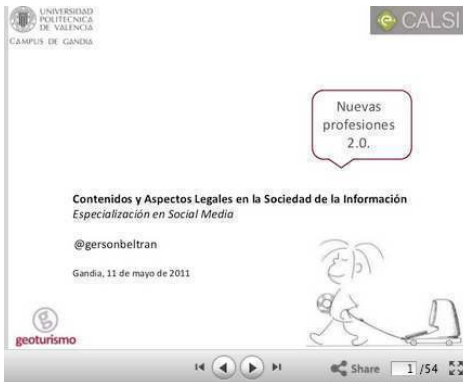 UNIVERSIDAD
POLITECNICA
DE VALENCIA
CAMPUS DE GANDIA
e CALSI
Nuevas
profesiones
2.0.
Contenidos y Aspectos Legales en la Sociedad de la Información
Especialización en Social Media
@gersonbeltran
Gandia, 11 de mayo de 2011
g
geoturismo
Share 1 /54